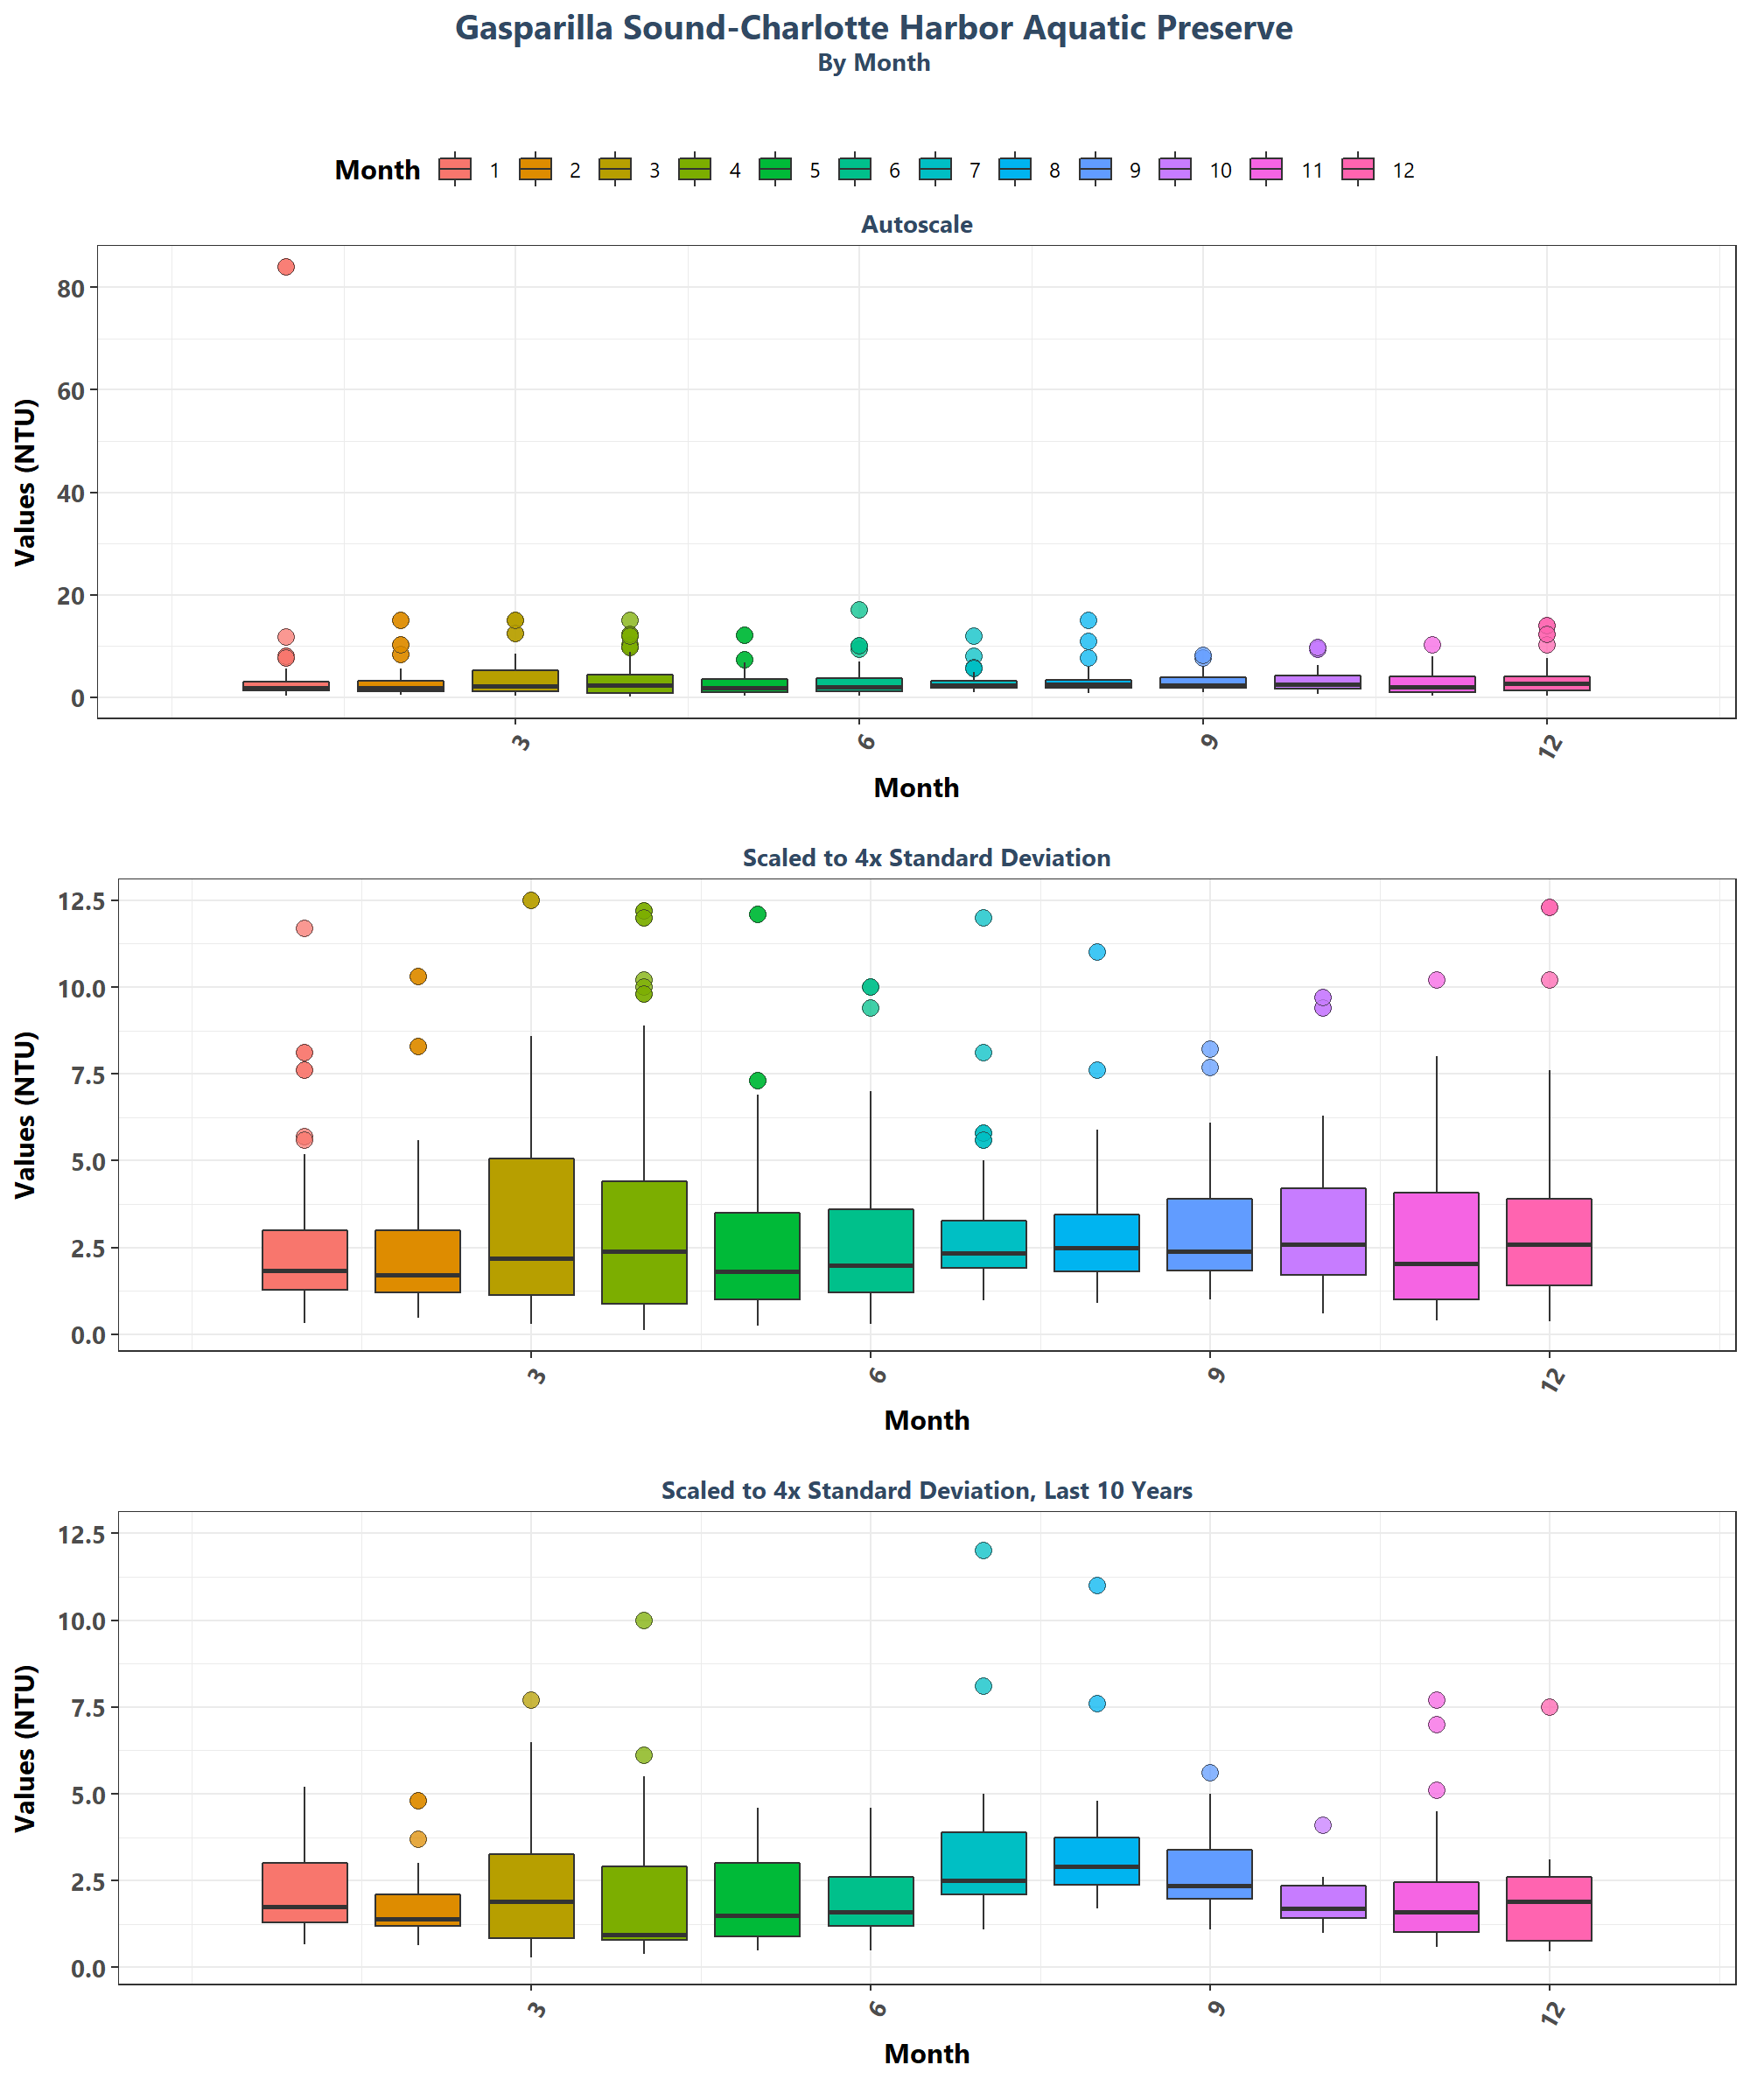 Gasparilla Sound-Charlotte Harbor Aquatic Preserve
By Month
Month 1 2 3 4 5 6 7 8 9 10 11 12
Autoscale
Values (NTU)
80
60
40
20
0
3 6 9 12
Month
Scaled to 4x Standard Deviation
Values (NTU)
12.5
10.0
7.5
5.0
2.5
0.0
3 6 9 12
Month
Scaled to 4x Standard Deviation, Last 10 Years
Values (NTU)
12.5
10.0
7.5
5.0
2.5
0.0
3 6 9 12
Month